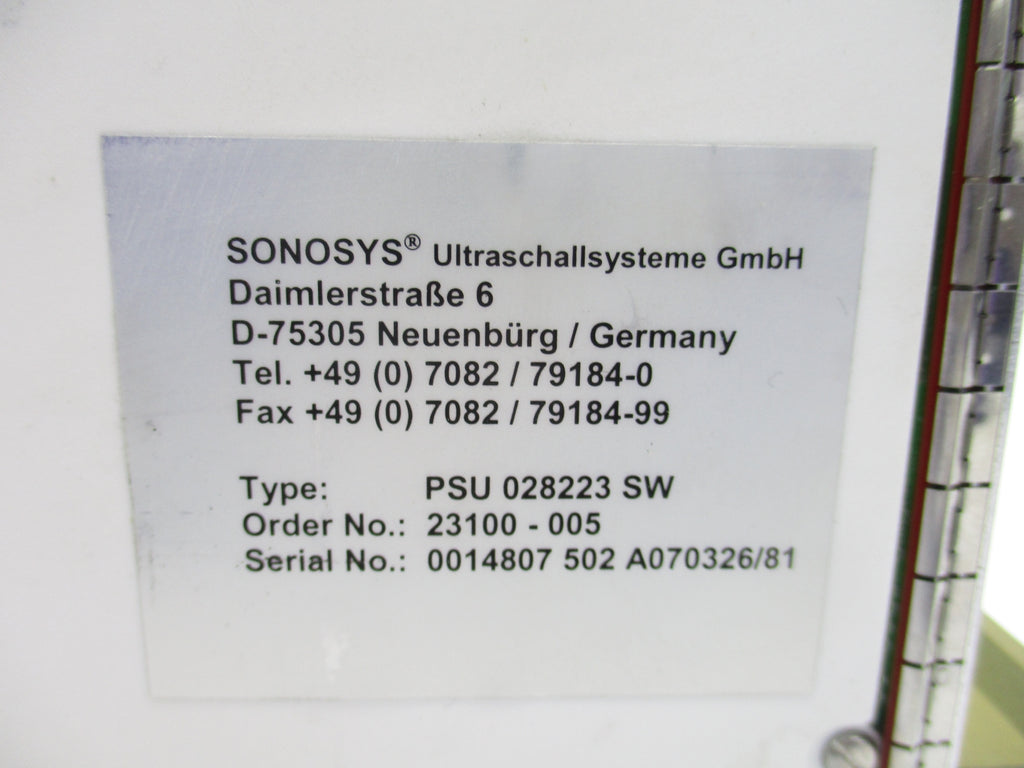 SONOSYS® Ultraschallsysteme GmbH
Daimlerstraße 6
D-75305 Neuenbürg / Germany
Tel. +49 (0) 7082 / 79184-0
Fax +49 (0) 7082 / 79184-99
Type: PSU 028223 SW
Order No.: 23100 - 005
Serial No.: 0014807 502 A070326/81